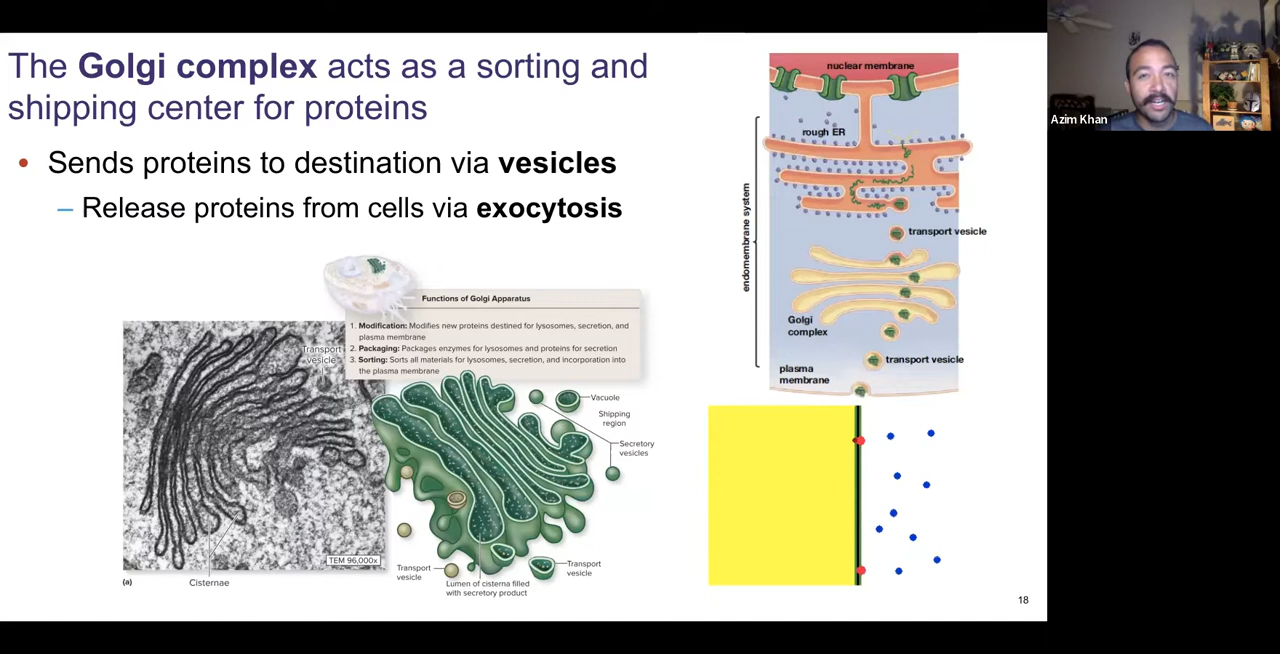 The Golgi complex acts as a sorting and
shipping center for proteins
• Sends proteins to destination via vesicles
– Release proteins from cells via exocytosis
Functions of Golgi Apparatus
1. Modification: Modifies new proteins destined for lysosomes, secretion, and
plasma membrane
2. Packaging: Packages enzymes for lysosomes and proteins for secretion
3. Sorting: Sorts all materials for lysosomes, secretion, and incorporation into
the plasma membrane
Transport
vesicle
Vacuole
Shipping
region
Secretory
vesicles
TEM 96,000x
(a)
Cisternae
Transport
vesicle
Lumen of cisterna filled
with secretory product
Transport
vesicle
nuclear membrane
rough ER
endomembrane system
transport vesicle
Golgi
complex
transport vesicle
plasma
membrane
18
Azim Khan